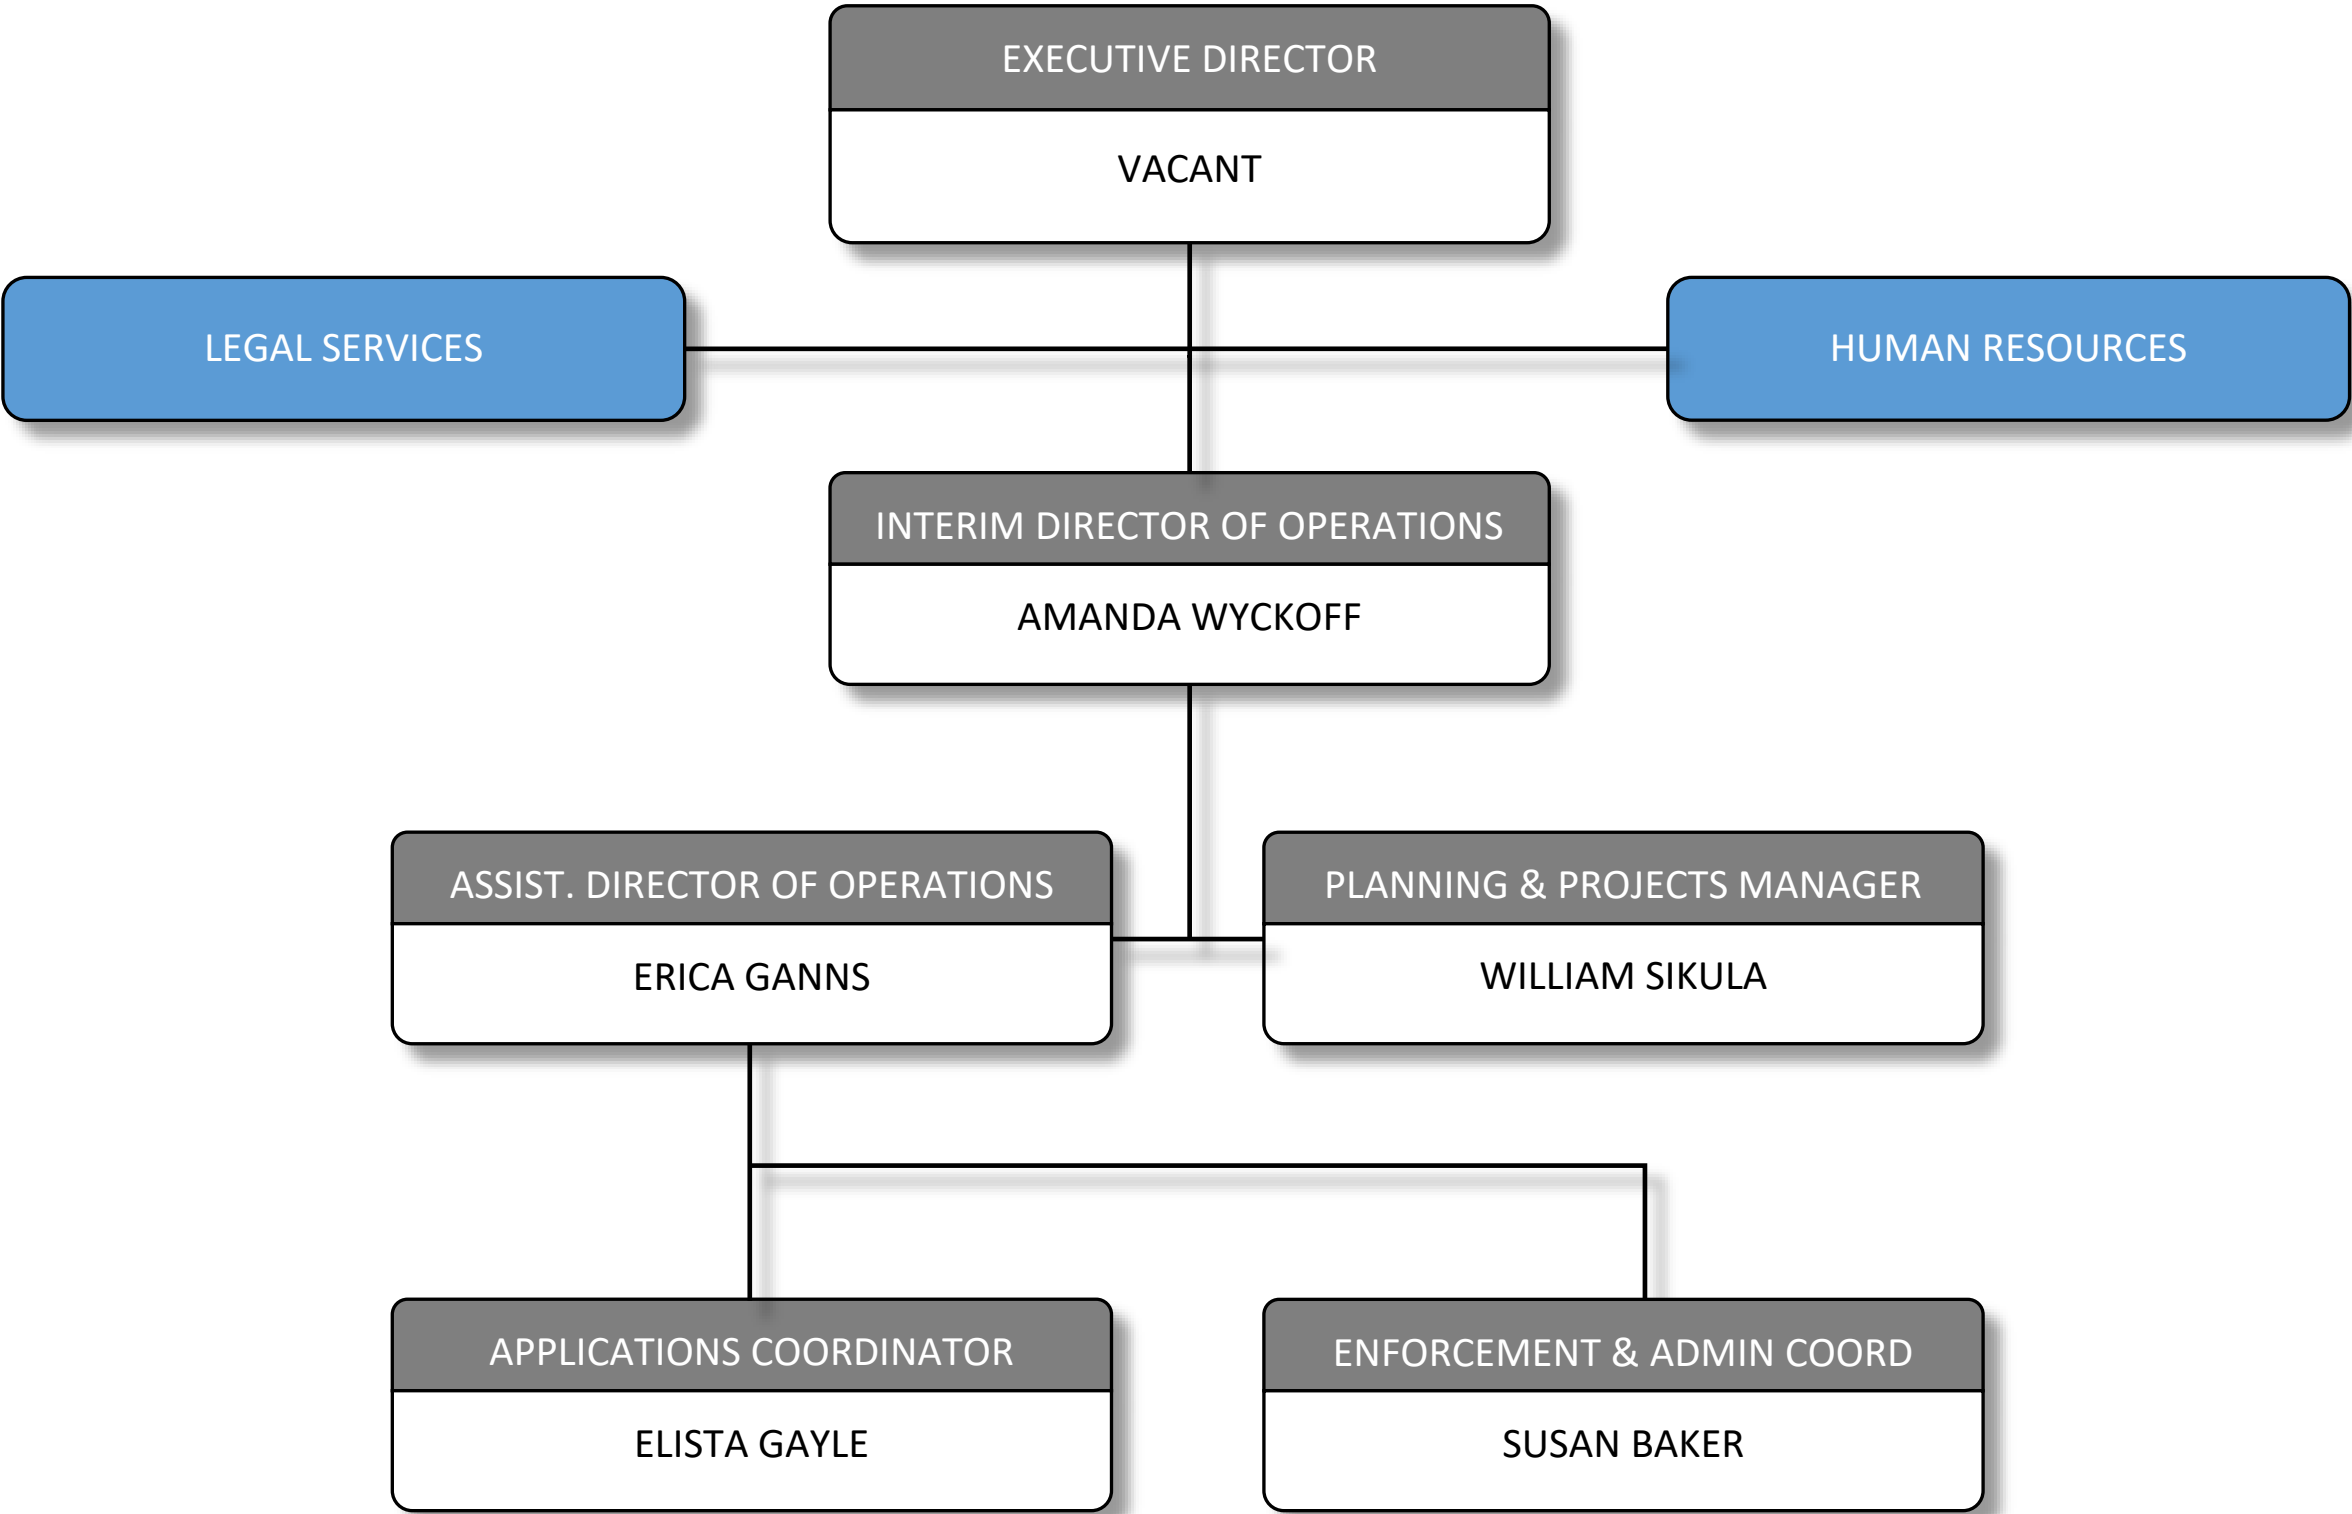 EXECUTIVE DIRECTOR
VACANT
LEGAL SERVICES
HUMAN RESOURCES
INTERIM DIRECTOR OF OPERATIONS
AMANDA WYCKOFF
ASSIST. DIRECTOR OF OPERATIONS
ERICA GANNS
PLANNING & PROJECTS MANAGER
WILLIAM SIKULA
APPLICATIONS COORDINATOR
ELISTA GAYLE
ENFORCEMENT & ADMIN COORD
SUSAN BAKER